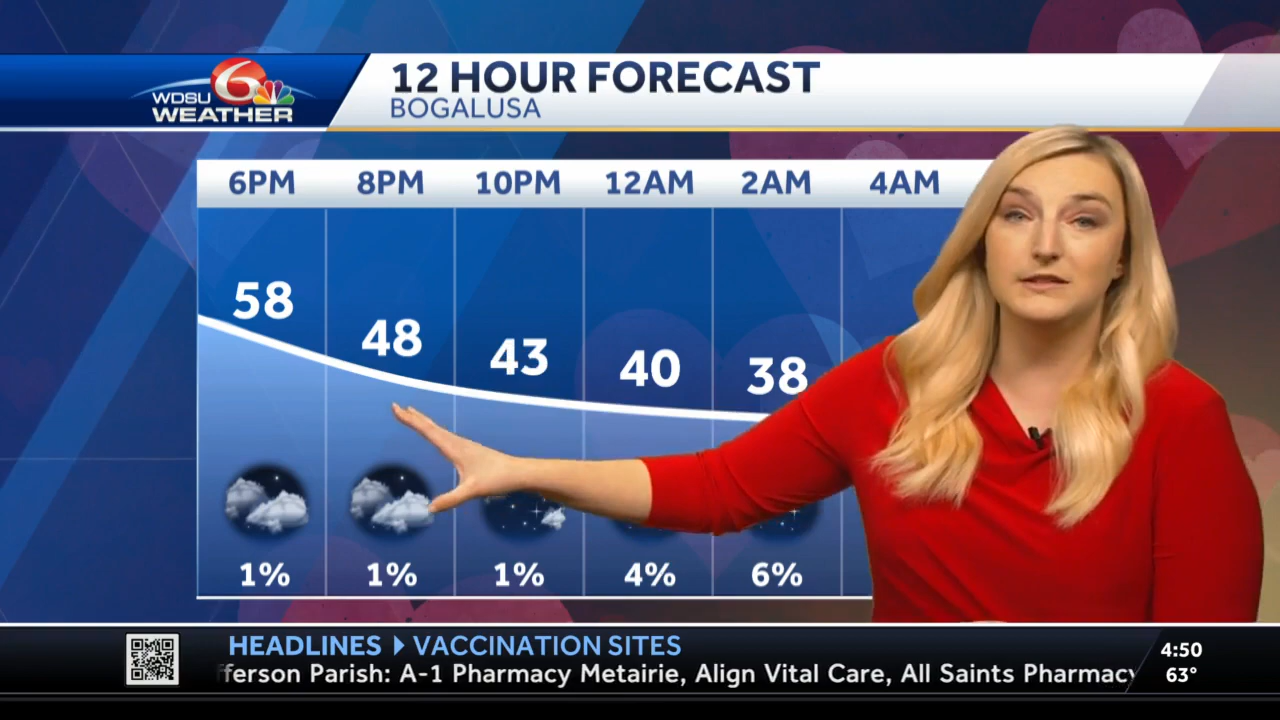 WDSU 6
WEATHER
12 HOUR FORECAST
BOGALUSA
6PM 8PM 10PM 12AM 2AM 4AM
58 48 43 40 38
1% 1% 1% 4% 6%
HEADLINES VACCINATION SITES
fferson Parish: A-1 Pharmacy Metairie, Align Vital Care, All Saints Pharmacy
4:50
63°